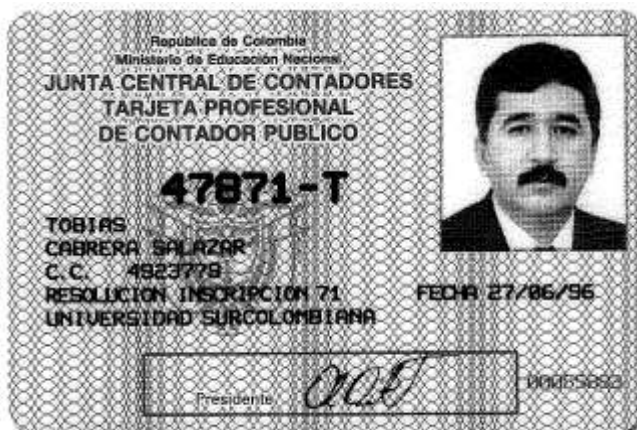 República de Colombia
Ministerio de Educación Nacional
JUNTA CENTRAL DE CONTADORES
TARJETA PROFESIONAL
DE CONTADOR PUBLICO
47871-T
TOBIAS
CABRERA SALAZAR
C.C. 4923779
RESOLUCION INSCRIPCION 71 FECHA 27/06/96
UNIVERSIDAD SURCOLOMBIANA
Presidente